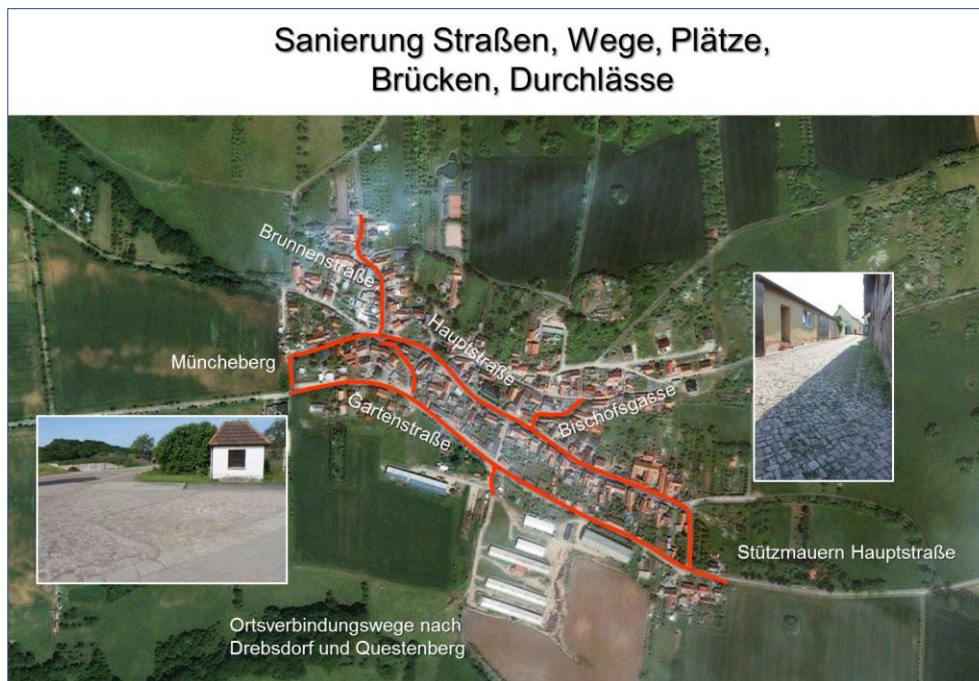 Sanierung Straßen, Wege, Plätze,
Brücken, Durchlässe
Brunnenstraße
Hauptstraße
Müncheberg
Bischofsgasse
Gartenstraße
Stützmauern Hauptstraße
Ortsverbindungswege nach
Drebsdorf und Questenberg